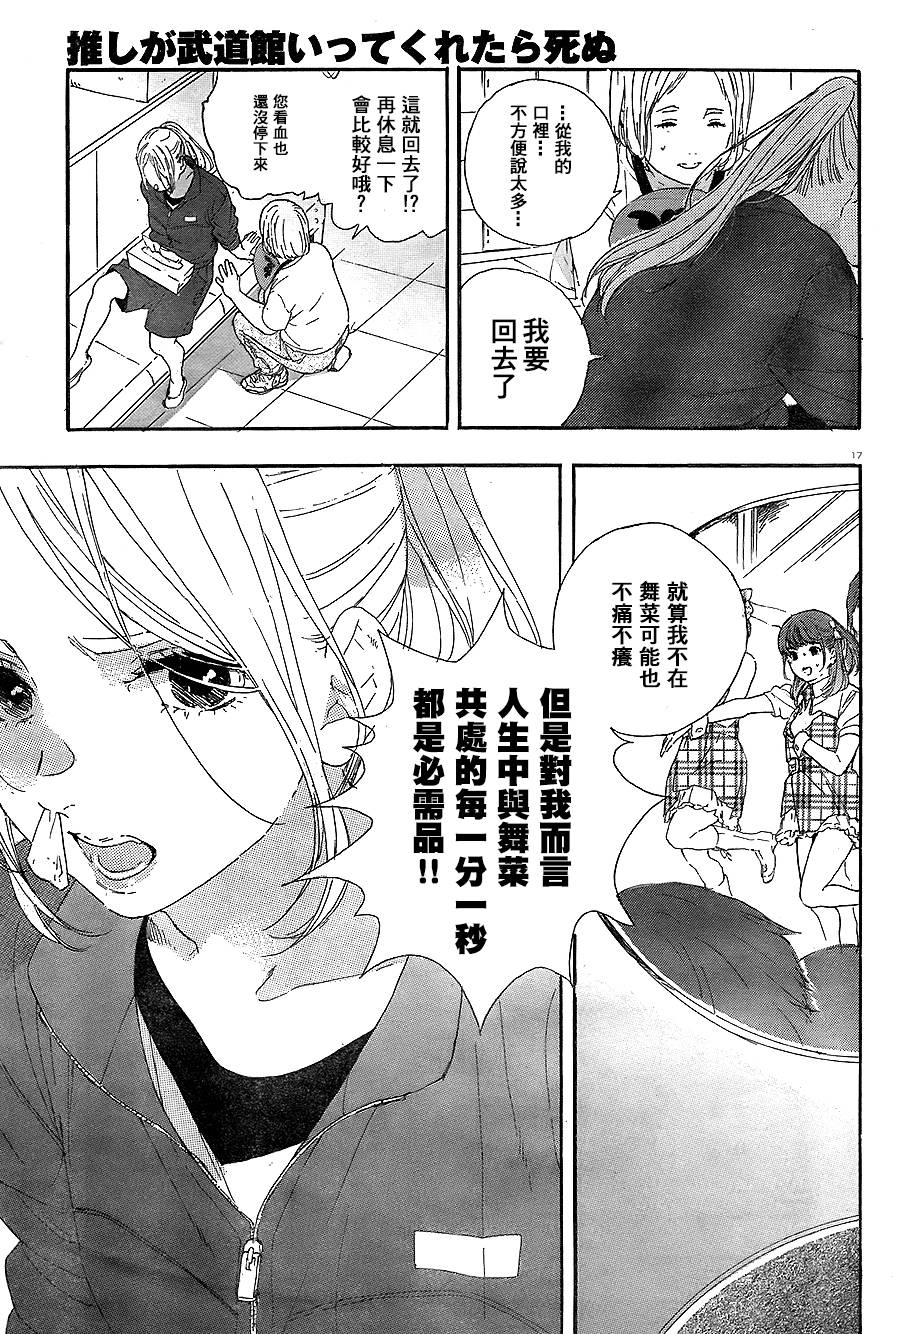 推しが武道館いってくれたら死ぬ
…從我的
口裡…
不方便說太多…
我要
回去了
這就回去了!?
再休息一下
會比較好哦？
您看血也
還沒停下來
17
就算我不在
舞菜可能也
不痛不癢
但是對我而言
人生中與舞菜
共處的每一分一秒
都是必需品!!